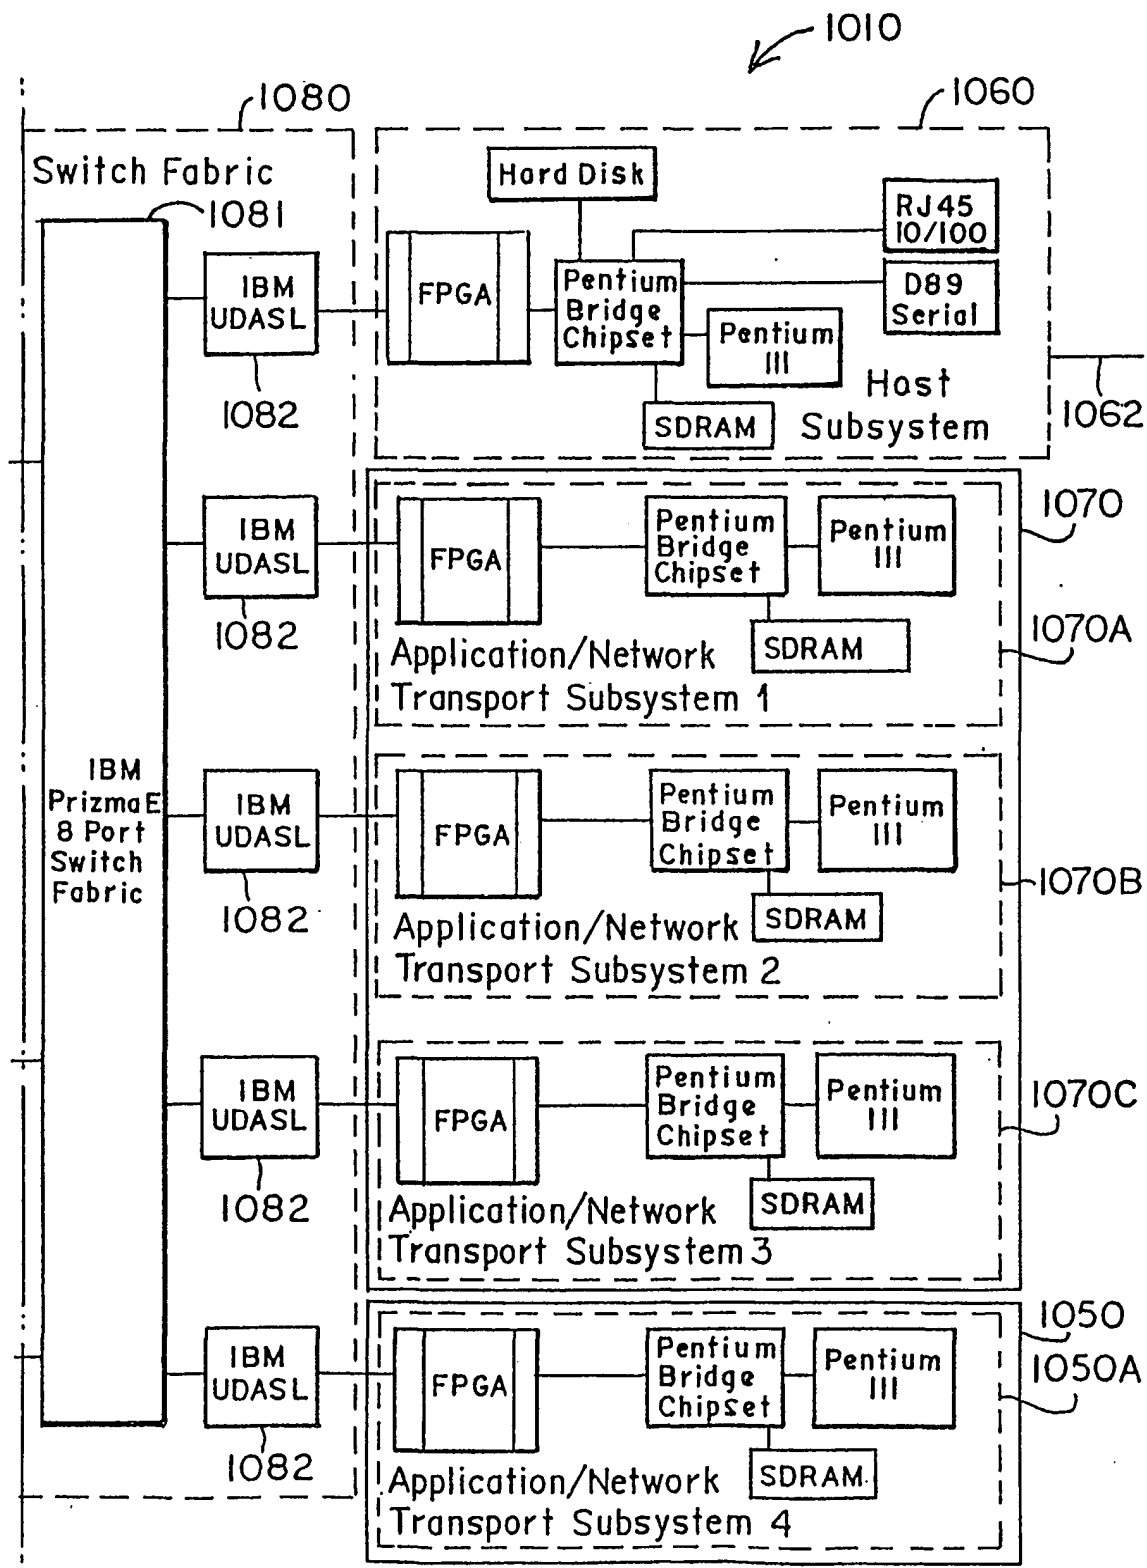 1010
1080
1060
Switch Fabric
1081
Hard Disk
RJ45
10/100
IBM
UDASL
FPGA
Pentium
Bridge
Chipset
D89
Serial
Pentium
III
1082
SDRAM
Host
Subsystem
1062
IBM
UDASL
FPGA
Pentium
Bridge
Chipset
Pentium
III
1070
1082
SDRAM
1070A
Application/Network
Transport Subsystem 1
IBM
PrizmaE
8 Port
Switch
Fabric
IBM
UDASL
FPGA
Pentium
Bridge
Chipset
Pentium
III
1070B
1082
SDRAM
Application/Network
Transport Subsystem 2
IBM
UDASL
FPGA
Pentium
Bridge
Chipset
Pentium
III
1070C
1082
SDRAM
Application/Network
Transport Subsystem 3
1050
IBM
UDASL
FPGA
Pentium
Bridge
Chipset
Pentium
III
1050A
1082
SDRAM
Application/Network
Transport Subsystem 4